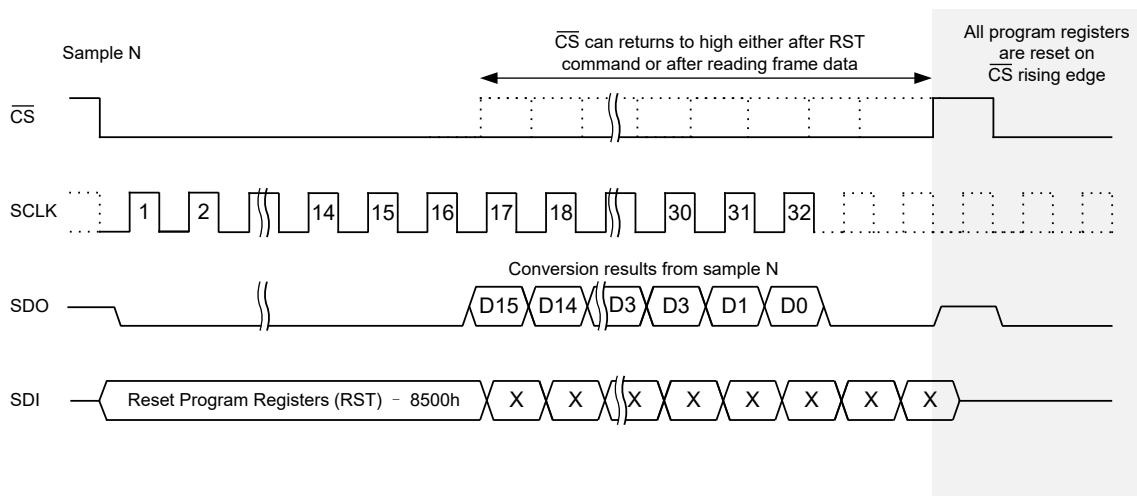 Sample N
CS can returns to high either after RST
command or after reading frame data
All program registers
are reset on
CS rising edge
CS
SCLK
1 2 14 15 16 17 18 30 31 32
Conversion results from sample N
SDO
D15 D14 D3 D3 D1 D0
SDI
Reset Program Registers (RST) - 8500h
X X X X X X X X